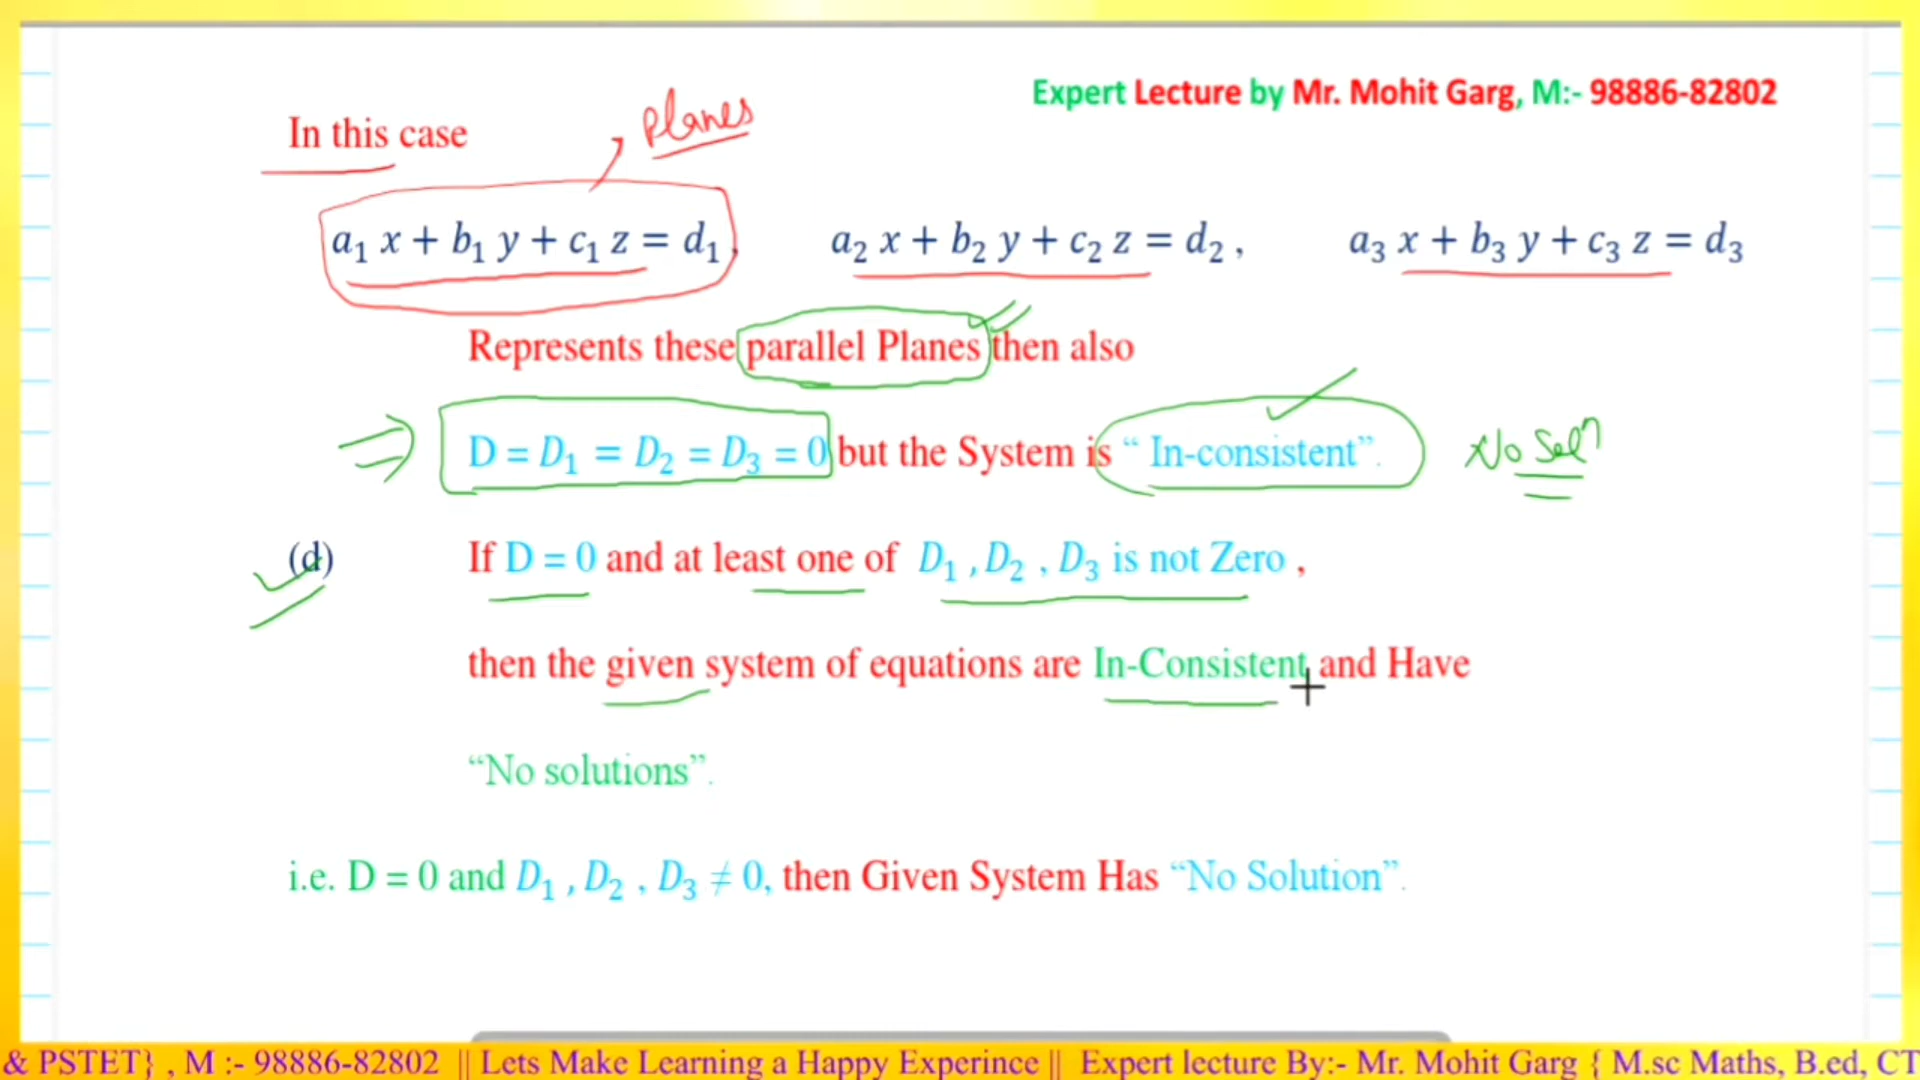 Expert Lecture by Mr. Mohit Garg, M:- 98886-82802
In this case
Planes
a₁ x + b₁ y + c₁ z = d₁ , a₂ x + b₂ y + c₂ z = d₂ , a₃ x + b₃ y + c₃ z = d₃
Represents these parallel Planes then also
D = D₁ = D₂ = D₃ = 0 but the System is “ In-consistent”. No Solⁿ
(d) If D = 0 and at least one of D₁ , D₂ , D₃ is not Zero ,
then the given system of equations are In-Consistent and Have
“No solutions”.
i.e. D = 0 and D₁ , D₂ , D₃ ≠ 0, then Given System Has “No Solution”.
& PSTET} , M :- 98886-82802 || Lets Make Learning a Happy Experince || Expert lecture By:- Mr. Mohit Garg { M.sc Maths, B.ed, CT